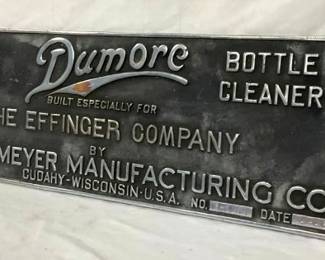 Dumore
BOTTLE
CLEANER
BUILT ESPECIALLY FOR
HE EFFINGER COMPANY
BY
MEYER MANUFACTURING CO
CUDAHY-WISCONSIN-U.S.A. NO. DATE